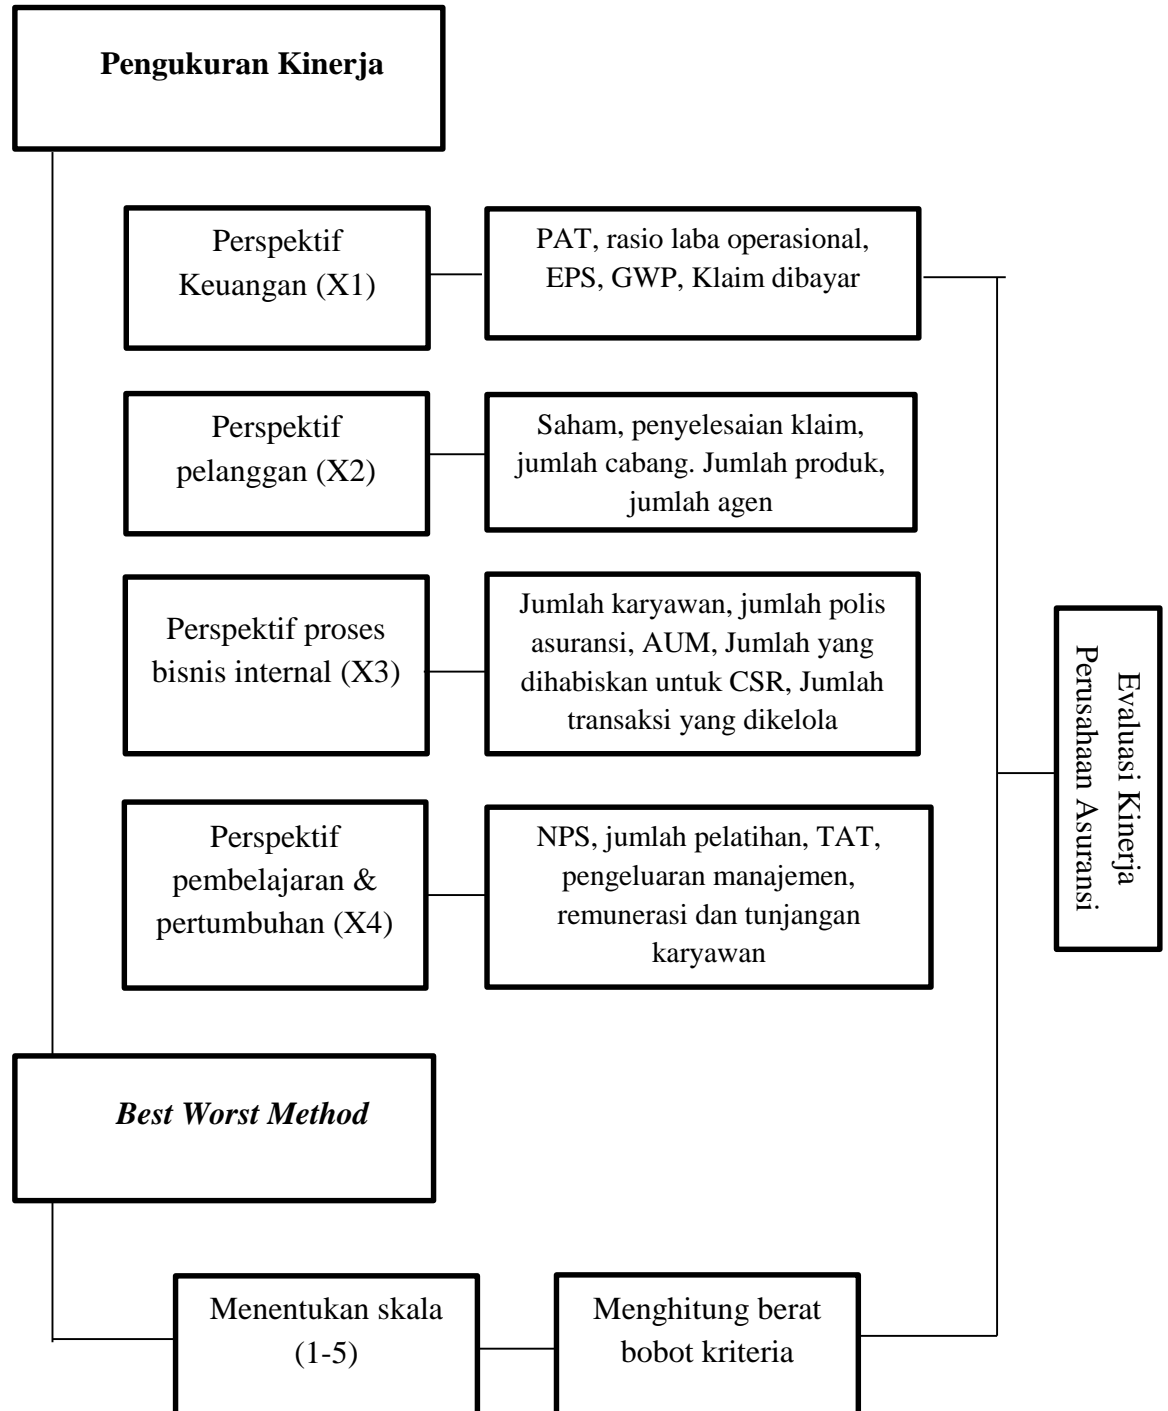 Pengukuran Kinerja
Perspektif
Keuangan (X1)
PAT, rasio laba operasional,
EPS, GWP, Klaim dibayar
Perspektif
pelanggan (X2)
Saham, penyelesaian klaim,
jumlah cabang. Jumlah produk,
jumlah agen
Perspektif proses
bisnis internal (X3)
Jumlah karyawan, jumlah polis
asuransi, AUM, Jumlah yang
dihabiskan untuk CSR, Jumlah
transaksi yang dikelola
Perspektif
pembelajaran &
pertumbuhan (X4)
NPS, jumlah pelatihan, TAT,
pengeluaran manajemen,
remunerasi dan tunjangan
karyawan
Evaluasi Kinerja
Perusahaan Asuransi
Best Worst Method
Menentukan skala
(1-5)
Menghitung berat
bobot kriteria